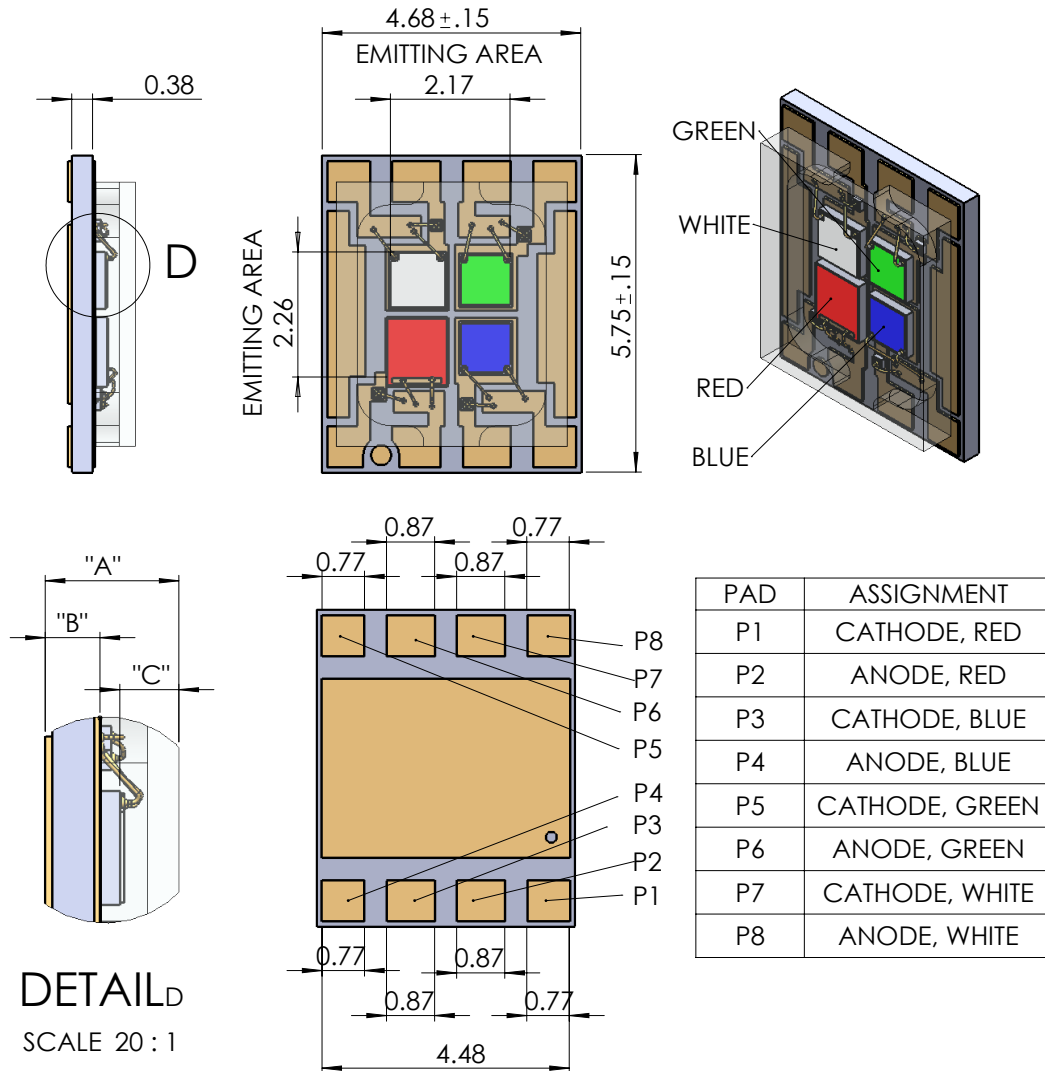 4.68±.15
EMITTING AREA
2.17
0.38
GREEN
WHITE
RED
BLUE
D
EMITTING AREA
2.26
5.75±.15
"A"
"B"
"C"
DETAIL D
SCALE 20 : 1
0.87
0.77
0.77
0.87
P8
P7
P6
P5
P4
P3
P2
P1
0.77
0.87
0.87
0.77
4.48
PAD ASSIGNMENT
P1 CATHODE, RED
P2 ANODE, RED
P3 CATHODE, BLUE
P4 ANODE, BLUE
P5 CATHODE, GREEN
P6 ANODE, GREEN
P7 CATHODE, WHITE
P8 ANODE, WHITE